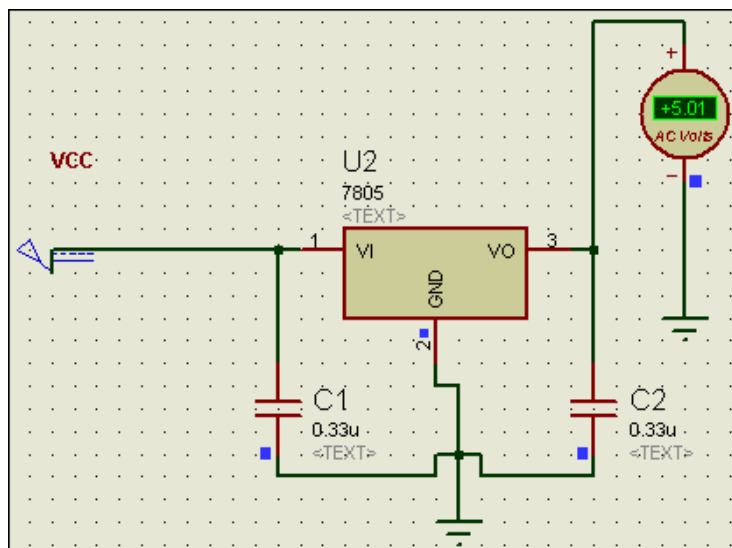 +
+5.01
AC Volts
−
VCC
U2
7805
<TEXT>
1
VI
VO
3
GND
2
C1
0.33u
<TEXT>
C2
0.33u
<TEXT>